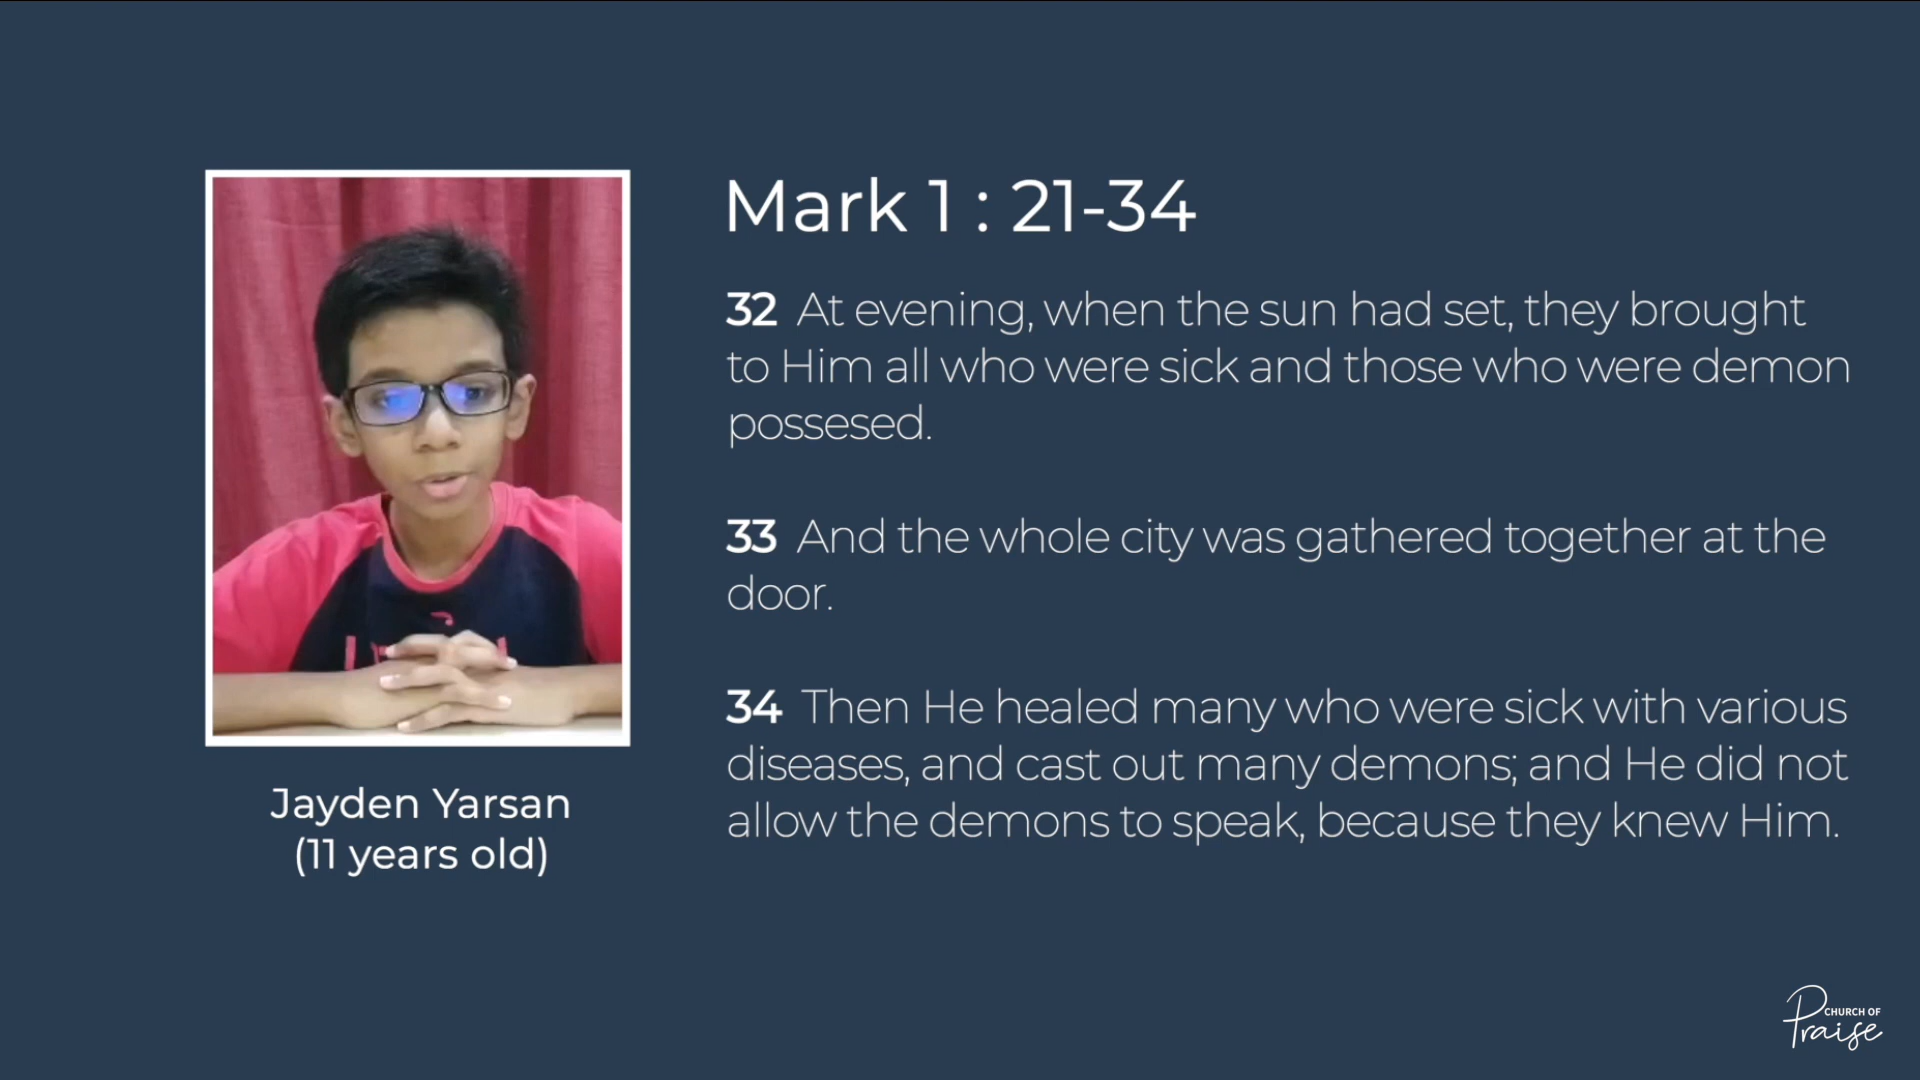 Mark 1 : 21-34
32 At evening, when the sun had set, they brought
to Him all who were sick and those who were demon
possesed.
33 And the whole city was gathered together at the
door.
34 Then He healed many who were sick with various
diseases, and cast out many demons; and He did not
allow the demons to speak, because they knew Him.
Jayden Yarsan
(11 years old)
CHURCH OF
Praise